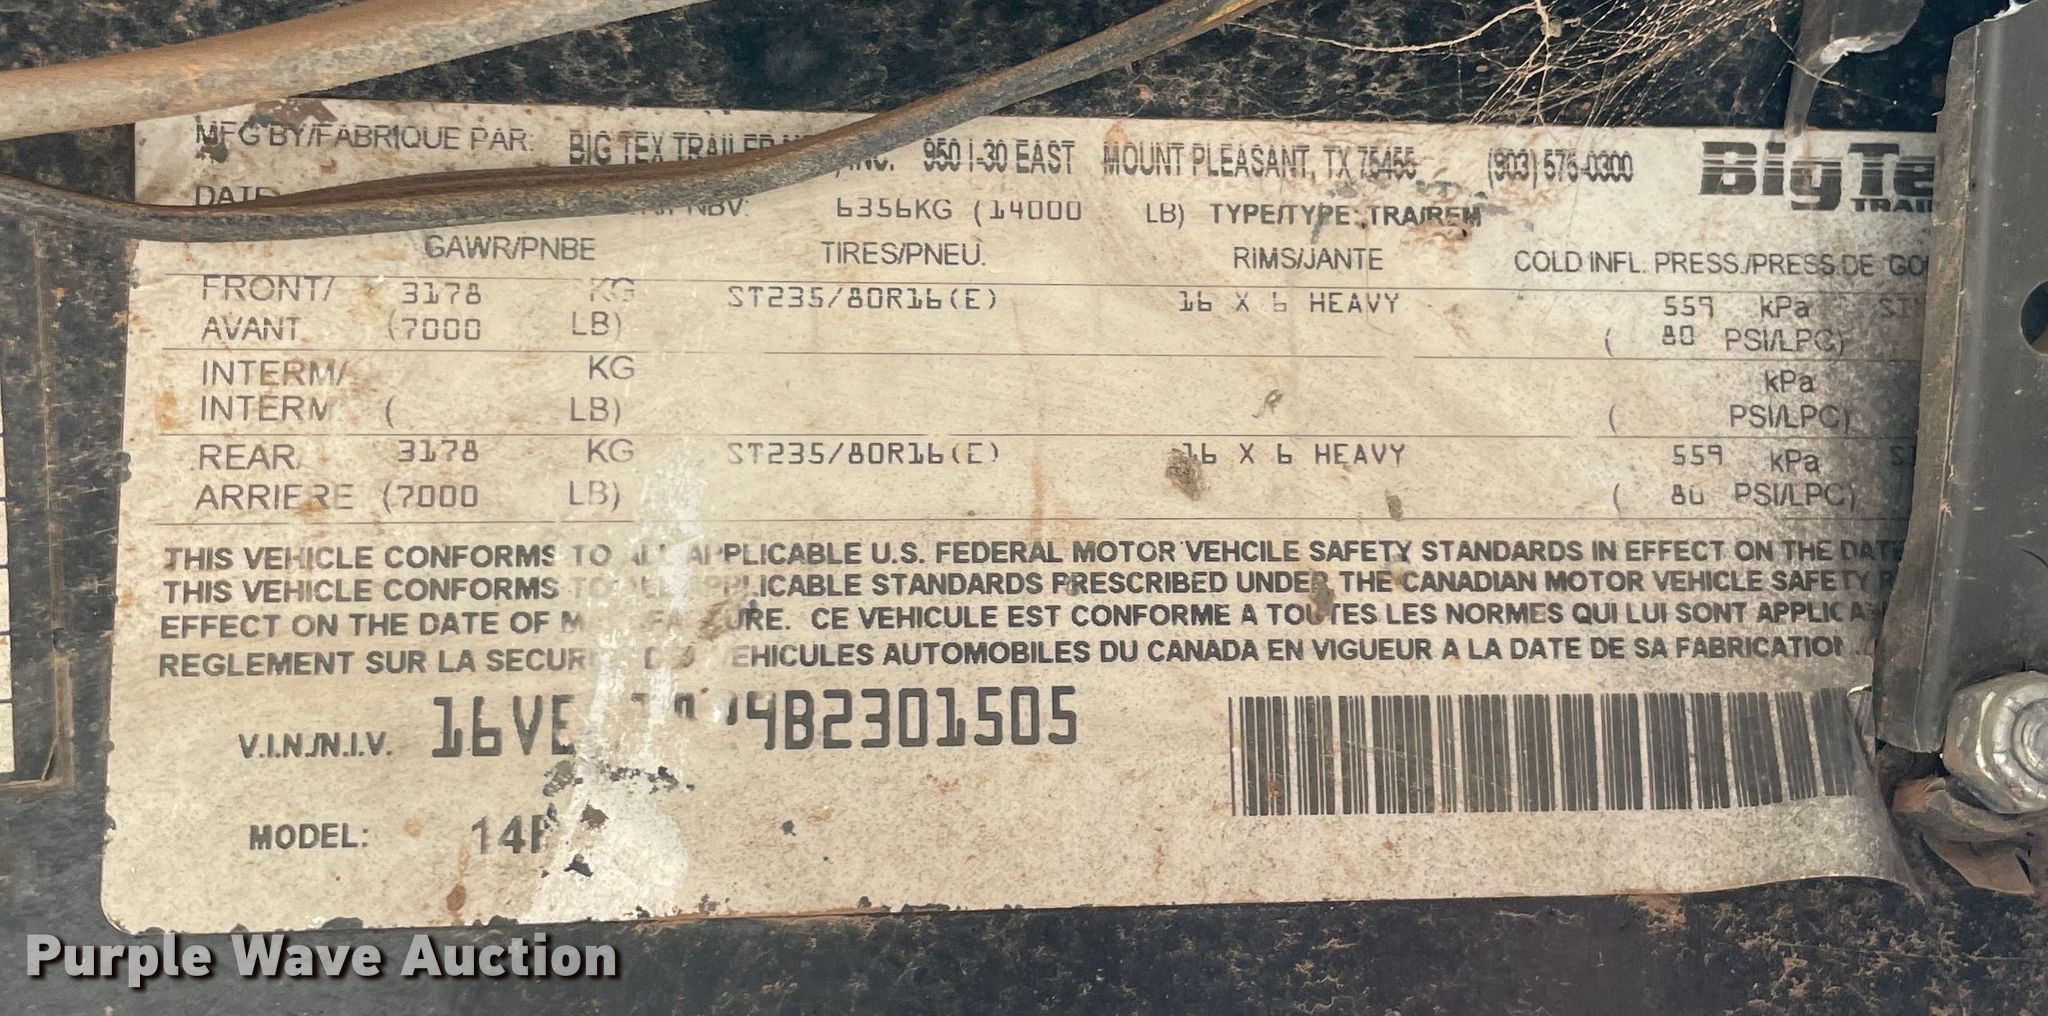 MFG BY/FABRIQUE PAR: BIG TEX TRAILER INC. 950 I-30 EAST MOUNT PLEASANT, TX 75455 (903) 575-0300 BigTe
NBV: 6356KG (14000 LB) TYPE/TYPE: TRA/REM
GAWR/PNBE TIRES/PNEU. RIMS/JANTE COLD INFL. PRESS./PRESS.DE
FRONT/ 3178 KG ST235/80R16(E) 16 X 6 HEAVY 559 kPa
AVANT (7000 LB) ( 80 PSI/LPC)
INTERM/ KG kPa
INTERM ( LB) ( PSI/LPC)
REAR/ 3178 KG ST235/80R16(E) 16 X 6 HEAVY 559 kPa
ARRIERE (7000 LB) ( 80 PSI/LPC)
THIS VEHICLE CONFORMS TO ALL APPLICABLE U.S. FEDERAL MOTOR VEHCILE SAFETY STANDARDS IN EFFECT ON THE DATE
THIS VEHICLE CONFORMS TO ALL APPLICABLE STANDARDS PRESCRIBED UNDER THE CANADIAN MOTOR VEHICLE SAFETY
EFFECT ON THE DATE OF MANUFACTURE. CE VEHICULE EST CONFORME A TOUTES LES NORMES QUI LUI SONT
REGLEMENT SUR LA SECURITE DES VEHICULES AUTOMOBILES DU CANADA EN VIGUEUR A LA DATE DE SA FABRICATION.
V.I.N./N.I.V. 4B2301505
MODEL:
Purple Wave Auction